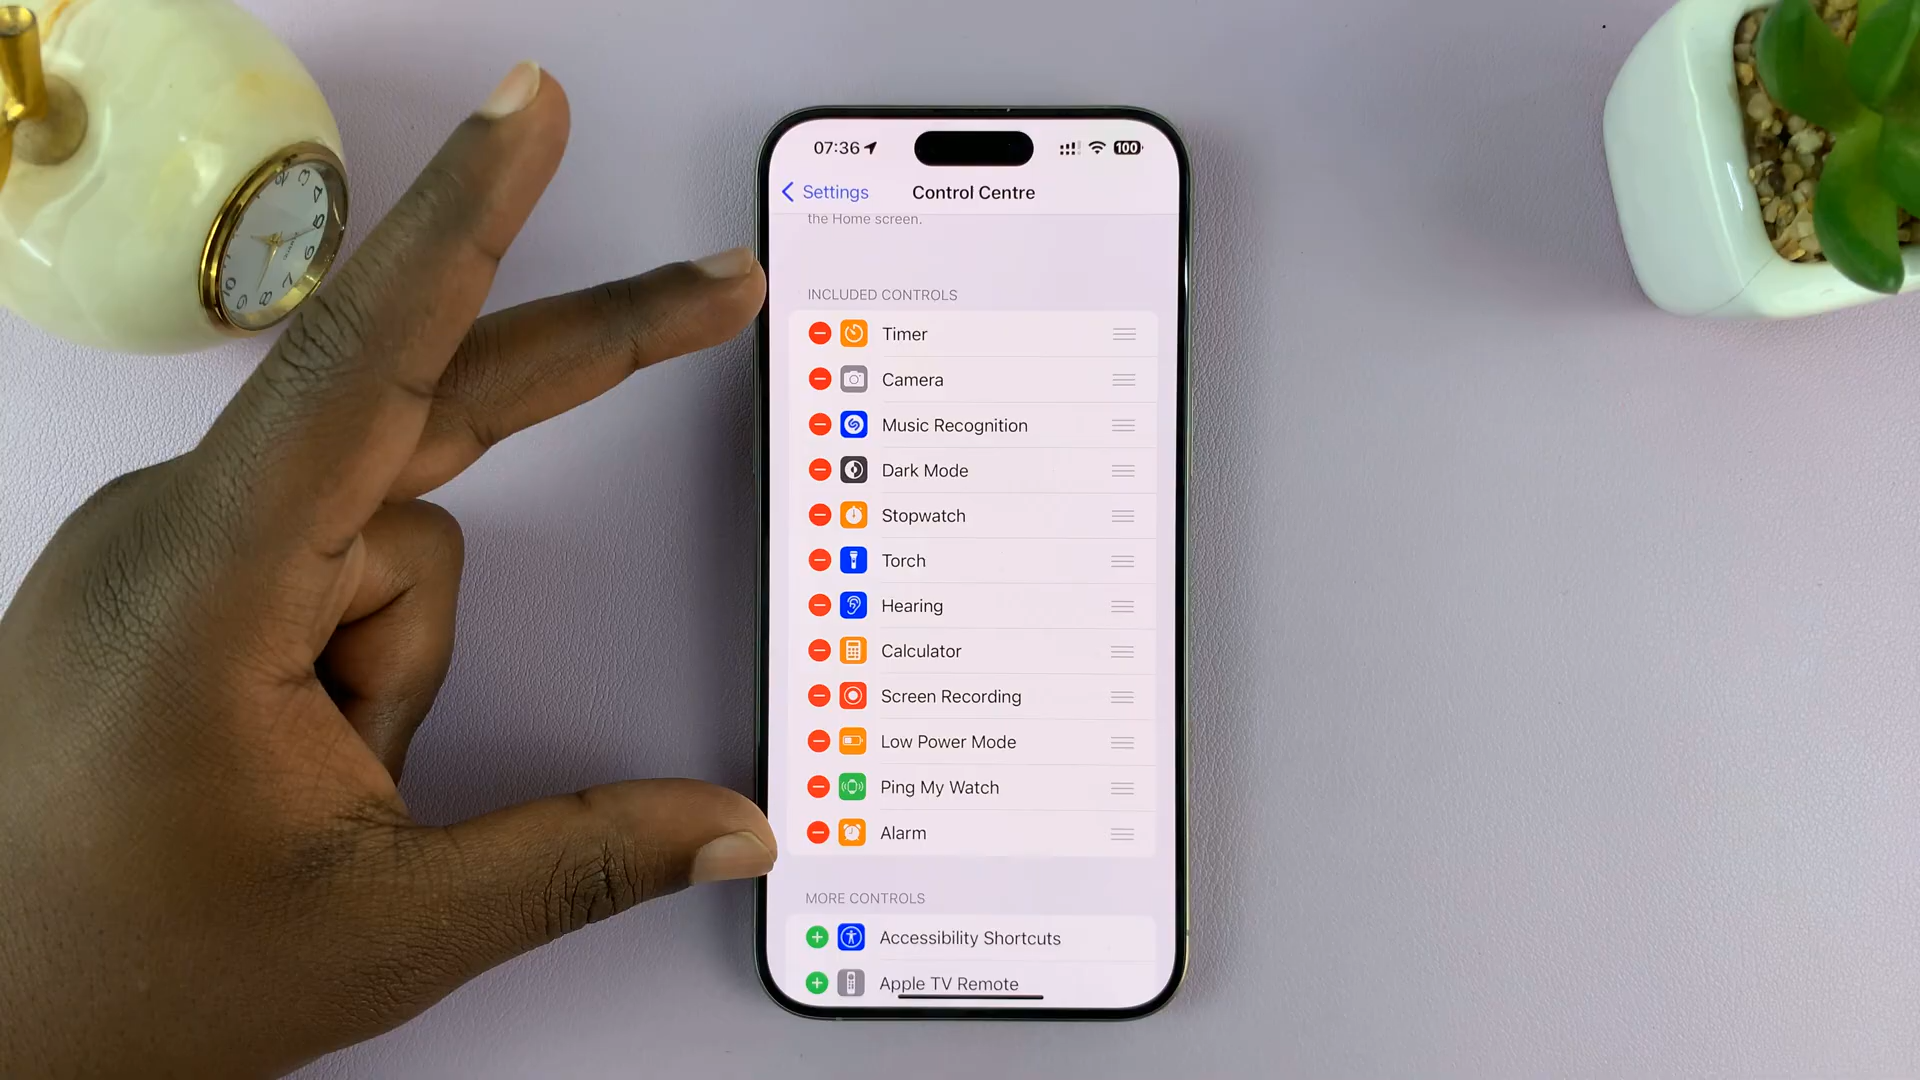 07:36
100
Settings
Control Centre
the Home screen.
INCLUDED CONTROLS
Timer
Camera
Music Recognition
Dark Mode
Stopwatch
Torch
Hearing
Calculator
Screen Recording
Low Power Mode
Ping My Watch
Alarm
MORE CONTROLS
Accessibility Shortcuts
Apple TV Remote